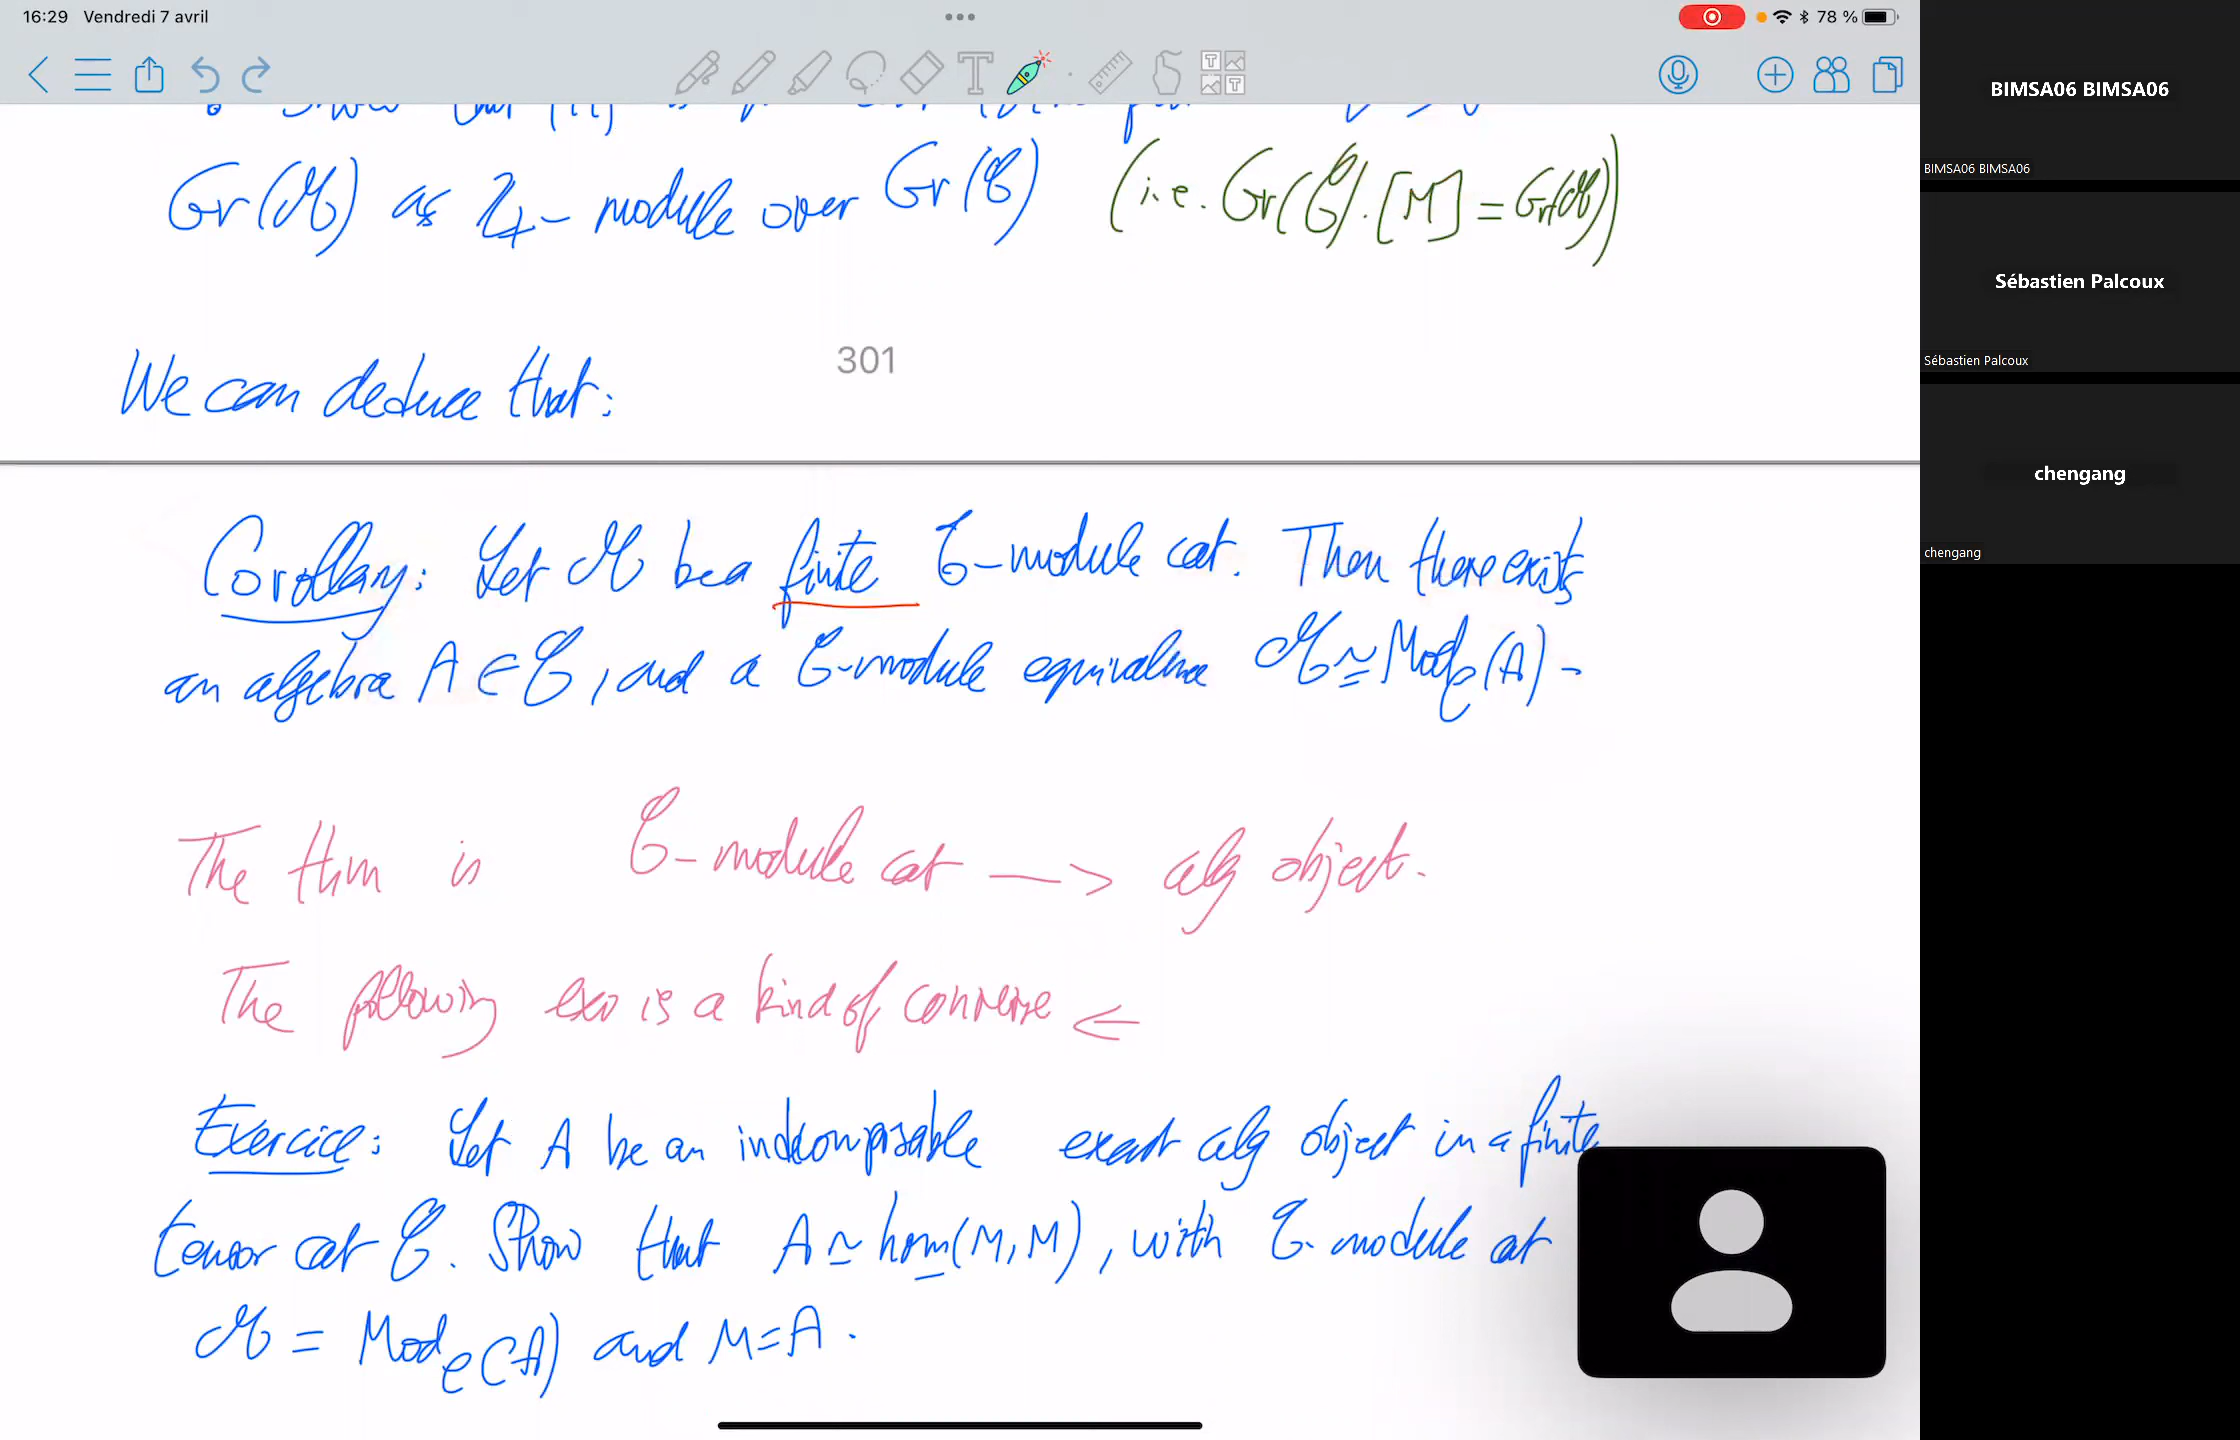 16:29 Vendredi 7 avril
78 %
BIMSA06 BIMSA06
BIMSA06 BIMSA06
Sébastien Palcoux
Sébastien Palcoux
chengang
chengang
Gr(ℳ) as ℤ₊-module over Gr(𝒞) (i.e. Gr(𝒞).[M] = Gr(ℳ))
301
We can deduce that:
Corollary: Let ℳ be a finite 𝒞-module cat. Then there exists
an algebra A ∈ 𝒞, and a 𝒞-module equivalence ℳ ≃ Mod_𝒞(A).
The thm is 𝒞-module cat —> alg object.
The following exo is a kind of converse <—
Exercice: Let A be an indecomposable exact alg object in a finite
tensor cat 𝒞. Show that A ≃ hom(M,M), with 𝒞-module cat
ℳ = Mod_𝒞(A) and M=A.